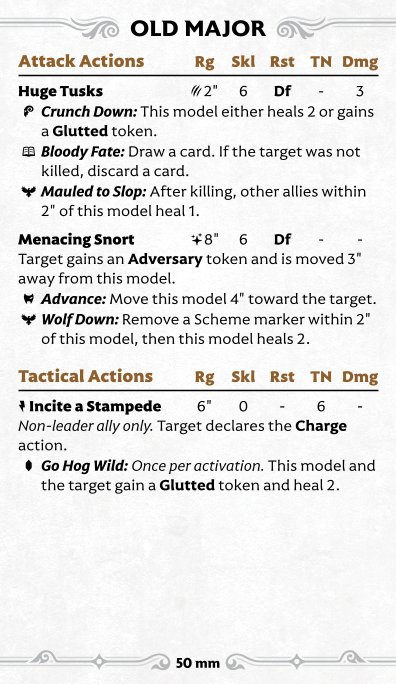 OLD MAJOR
Attack Actions Rg Skl Rst TN Dmg
Huge Tusks 2" 6 Df - 3
Crunch Down: This model either heals 2 or gains
a Glutted token.
Bloody Fate: Draw a card. If the target was not
killed, discard a card.
Mauled to Slop: After killing, other allies within
2" of this model heal 1.
Menacing Snort 8" 6 Df - -
Target gains an Adversary token and is moved 3"
away from this model.
Advance: Move this model 4" toward the target.
Wolf Down: Remove a Scheme marker within 2"
of this model, then this model heals 2.
Tactical Actions Rg Skl Rst TN Dmg
Incite a Stampede 6" 0 - 6 -
Non-leader ally only. Target declares the Charge
action.
Go Hog Wild: Once per activation. This model and
the target gain a Glutted token and heal 2.
50 mm